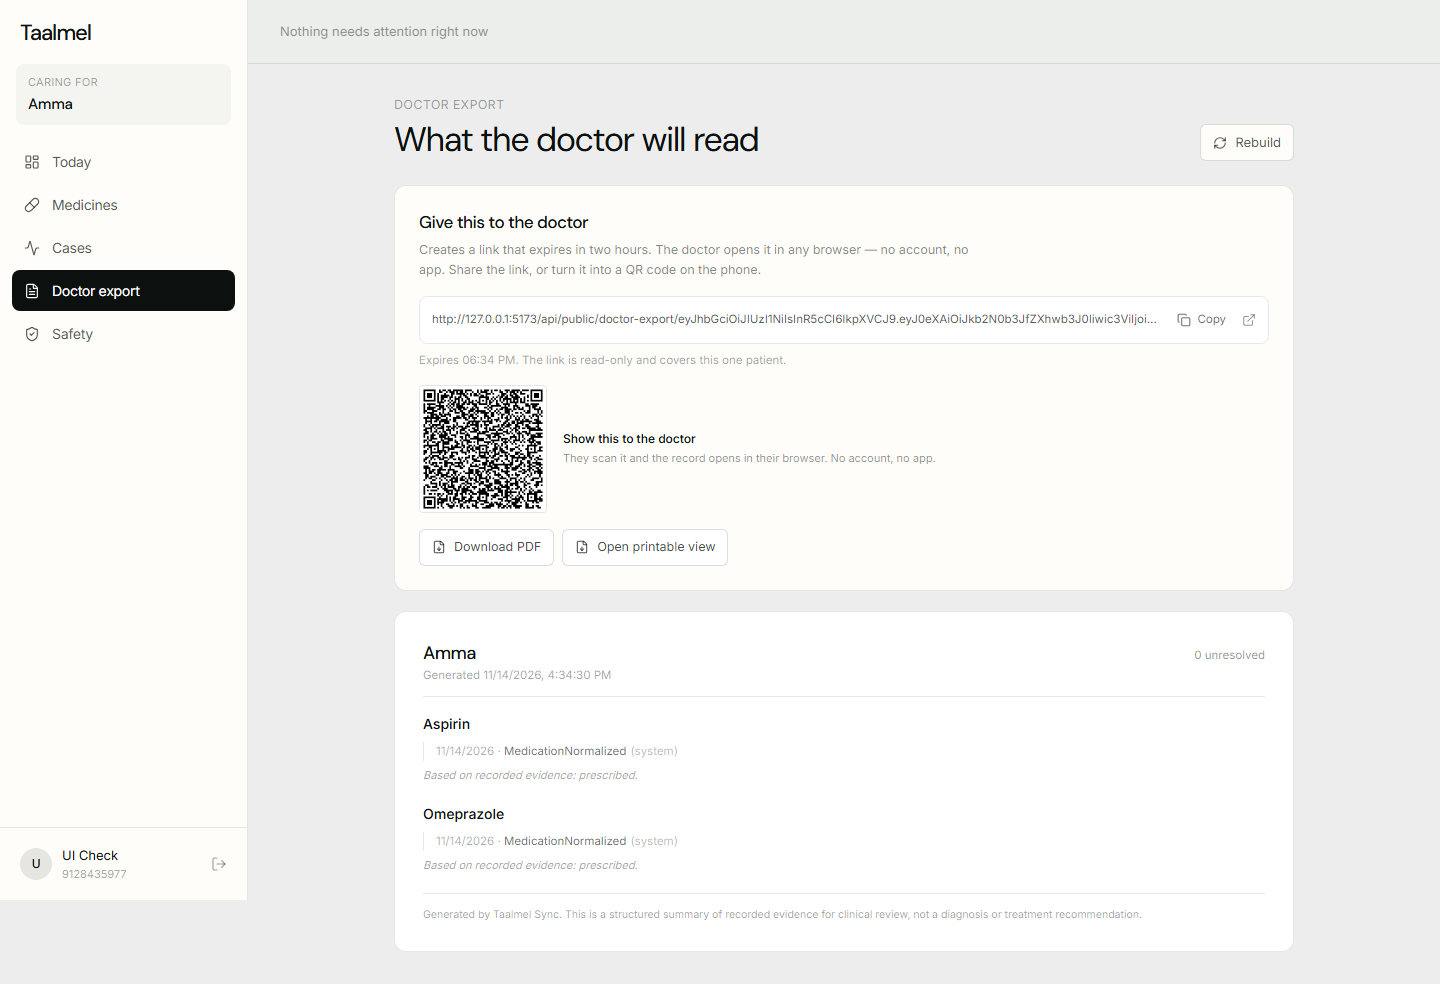 Taalmel
CARING FOR
Amma
Today
Medicines
Cases
Doctor export
Safety
UI Check
U
9128435977
Nothing needs attention right now
DOCTOR EXPORT
What the doctor will read
Rebuild
Give this to the doctor
Creates a link that expires in two hours. The doctor opens it in any browser — no account, no
app. Share the link, or turn it into a QR code on the phone.
http://127.0.0.1:5173/api/public/doctor-export/eyJhbGciOiJIUzI1NiIsInR5cCI6IkpXVCJ9.eyJ0eXAiOiJkb2N0b3JfZXhwb3J0Iiwic3ViIjoi...
Copy
Expires 06:34 PM. The link is read-only and covers this one patient.
Show this to the doctor
They scan it and the record opens in their browser. No account, no app.
Download PDF
Open printable view
Amma
0 unresolved
Generated 11/14/2026, 4:34:30 PM
Aspirin
11/14/2026 · MedicationNormalized (system)
Based on recorded evidence: prescribed.
Omeprazole
11/14/2026 · MedicationNormalized (system)
Based on recorded evidence: prescribed.
Generated by Taalmel Sync. This is a structured summary of recorded evidence for clinical review, not a diagnosis or treatment recommendation.